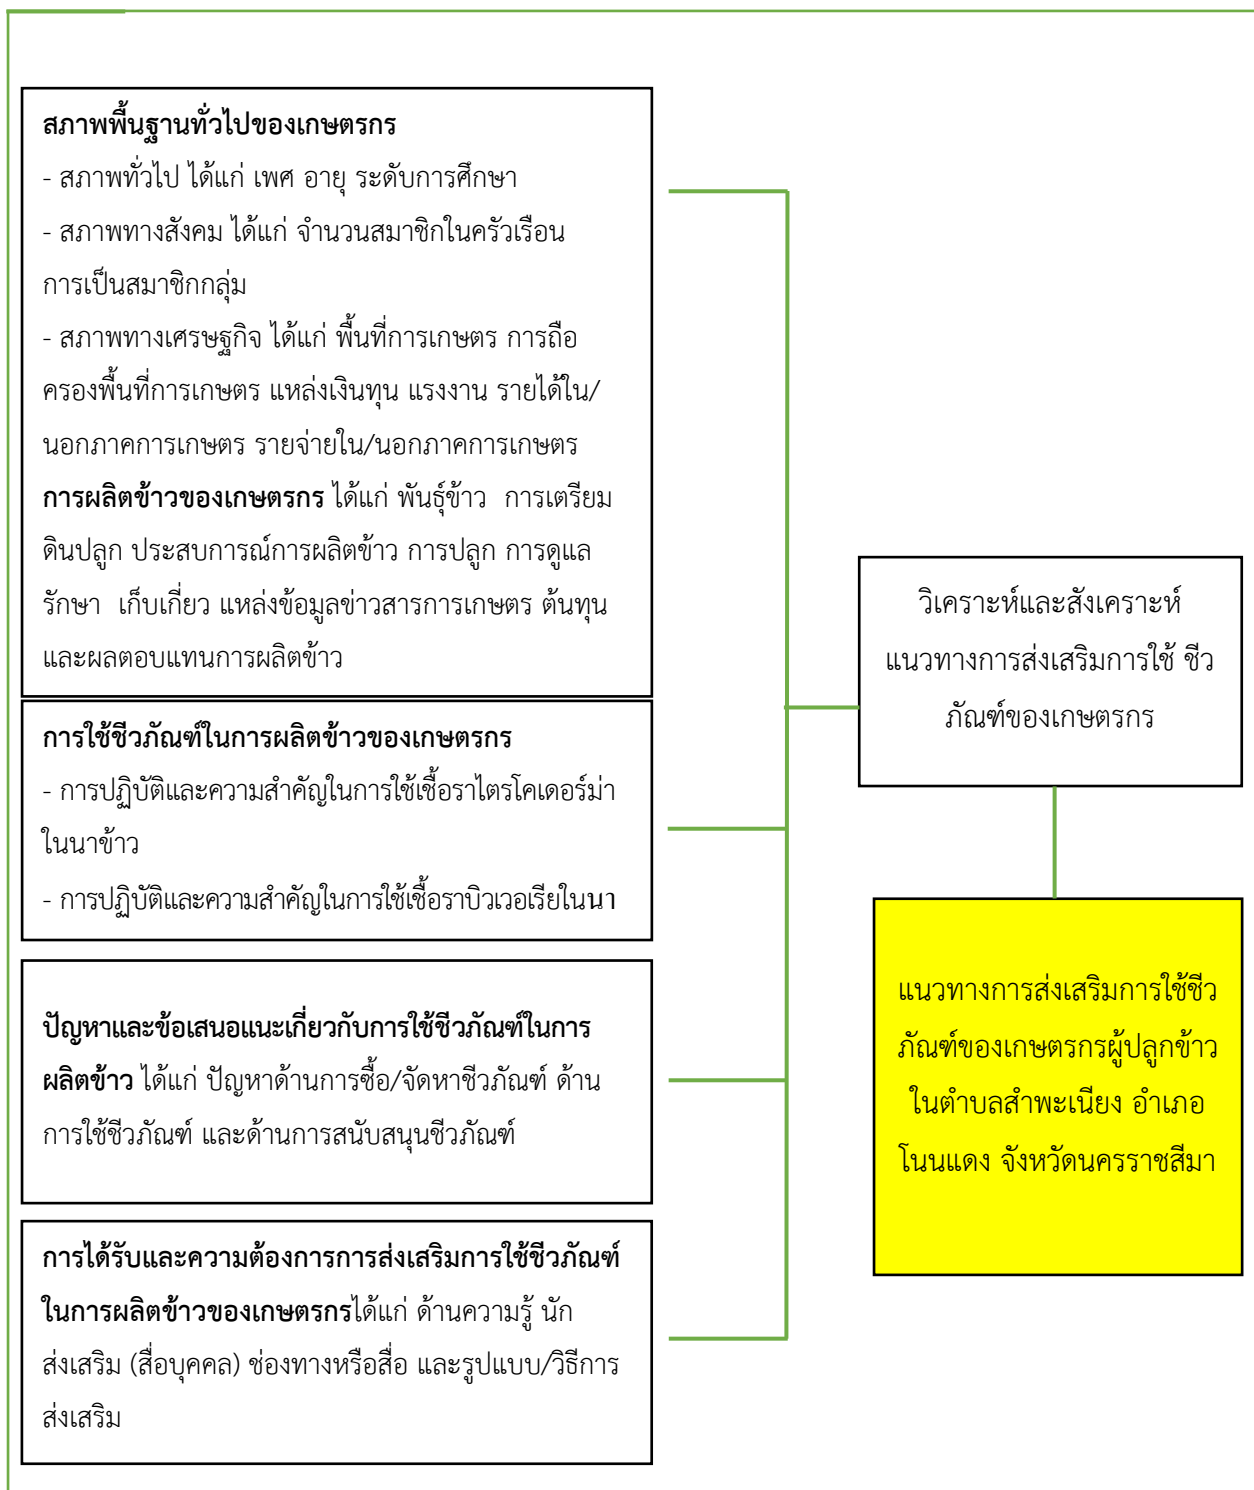 สภาพพื้นฐานทั่วไปของเกษตรกร
- สภาพทั่วไป ได้แก่ เพศ อายุ ระดับการศึกษา
- สภาพทางสังคม ได้แก่ จำนวนสมาชิกในครัวเรือน
การเป็นสมาชิกกลุ่ม
- สภาพทางเศรษฐกิจ ได้แก่ พื้นที่การเกษตร การถือ
ครองพื้นที่การเกษตร แหล่งเงินทุน แรงงาน รายได้ใน/
นอกภาคการเกษตร รายจ่ายใน/นอกภาคการเกษตร
การผลิตข้าวของเกษตรกร ได้แก่ พันธุ์ข้าว  การเตรียม
ดินปลูก ประสบการณ์การผลิตข้าว การปลูก การดูแล
รักษา  เก็บเกี่ยว แหล่งข้อมูลข่าวสารการเกษตร ต้นทุน
และผลตอบแทนการผลิตข้าว
การใช้ชีวภัณฑ์ในการผลิตข้าวของเกษตรกร
- การปฏิบัติและความสำคัญในการใช้เชื้อราไตรโคเดอร์ม่า
ในนาข้าว
- การปฏิบัติและความสำคัญในการใช้เชื้อราบิวเวอเรียในนา
ปัญหาและข้อเสนอแนะเกี่ยวกับการใช้ชีวภัณฑ์ในการ
ผลิตข้าว ได้แก่ ปัญหาด้านการซื้อ/จัดหาชีวภัณฑ์ ด้าน
การใช้ชีวภัณฑ์ และด้านการสนับสนุนชีวภัณฑ์
การได้รับและความต้องการการส่งเสริมการใช้ชีวภัณฑ์
ในการผลิตข้าวของเกษตรกรได้แก่ ด้านความรู้ นัก
ส่งเสริม (สื่อบุคคล) ช่องทางหรือสื่อ และรูปแบบ/วิธีการ
ส่งเสริม
วิเคราะห์และสังเคราะห์
แนวทางการส่งเสริมการใช้ ชีว
ภัณฑ์ของเกษตรกร
แนวทางการส่งเสริมการใช้ชีว
ภัณฑ์ของเกษตรกรผู้ปลูกข้าว
ในตำบลสำพะเนียง อำเภอ
โนนแดง จังหวัดนครราชสีมา